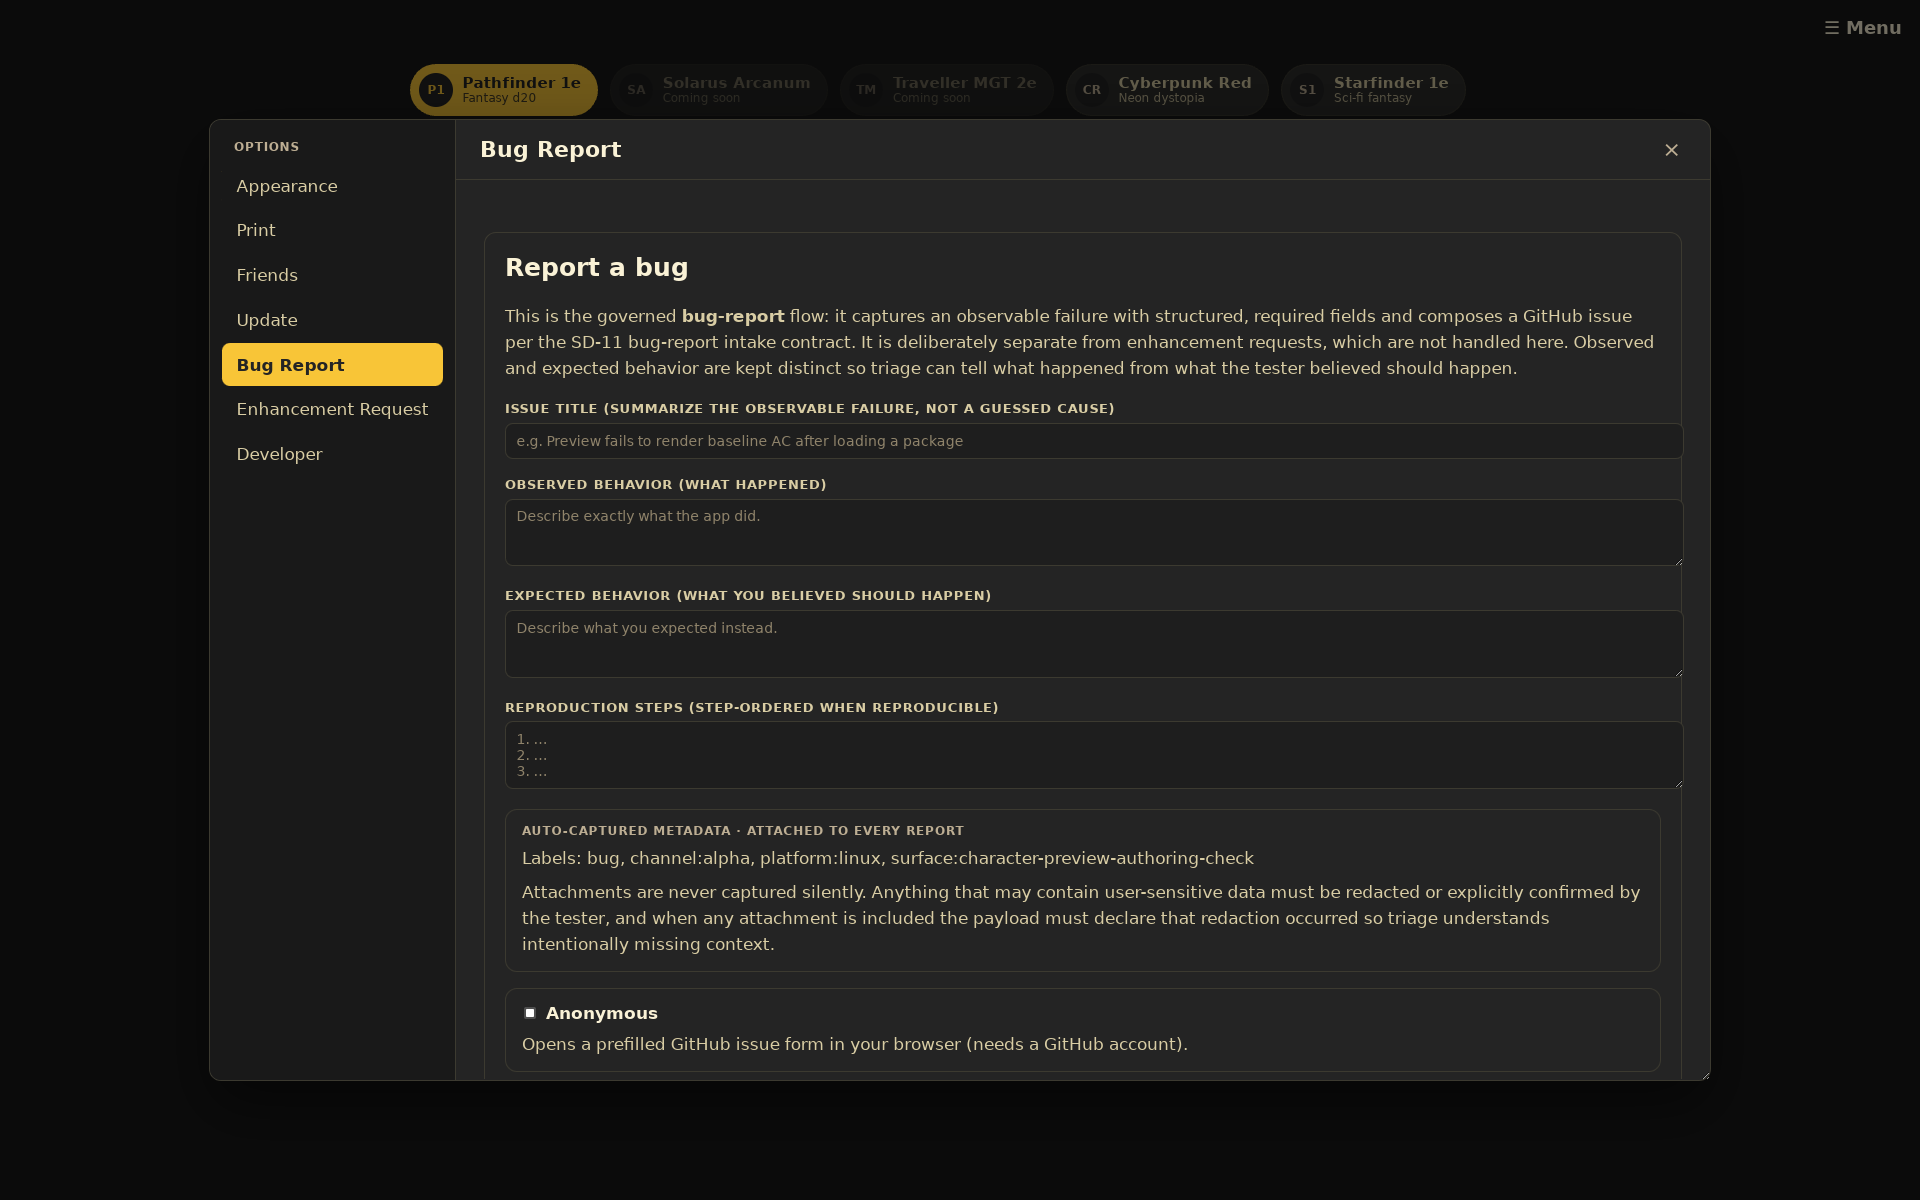 ☰ Menu
P1 Pathfinder 1e
Fantasy d20
SA Solarus Arcanum
Coming soon
TM Traveller MGT 2e
Coming soon
CR Cyberpunk Red
Neon dystopia
S1 Starfinder 1e
Sci-fi fantasy
OPTIONS
Appearance
Print
Friends
Update
Bug Report
Enhancement Request
Developer
Bug Report
×
Report a bug
This is the governed bug-report flow: it captures an observable failure with structured, required fields and composes a GitHub issue
per the SD-11 bug-report intake contract. It is deliberately separate from enhancement requests, which are not handled here. Observed
and expected behavior are kept distinct so triage can tell what happened from what the tester believed should happen.
ISSUE TITLE (SUMMARIZE THE OBSERVABLE FAILURE, NOT A GUESSED CAUSE)
e.g. Preview fails to render baseline AC after loading a package
OBSERVED BEHAVIOR (WHAT HAPPENED)
Describe exactly what the app did.
EXPECTED BEHAVIOR (WHAT YOU BELIEVED SHOULD HAPPEN)
Describe what you expected instead.
REPRODUCTION STEPS (STEP-ORDERED WHEN REPRODUCIBLE)
1. ...
2. ...
3. ...
AUTO-CAPTURED METADATA · ATTACHED TO EVERY REPORT
Labels: bug, channel:alpha, platform:linux, surface:character-preview-authoring-check
Attachments are never captured silently. Anything that may contain user-sensitive data must be redacted or explicitly confirmed by
the tester, and when any attachment is included the payload must declare that redaction occurred so triage understands
intentionally missing context.
Anonymous
Opens a prefilled GitHub issue form in your browser (needs a GitHub account).